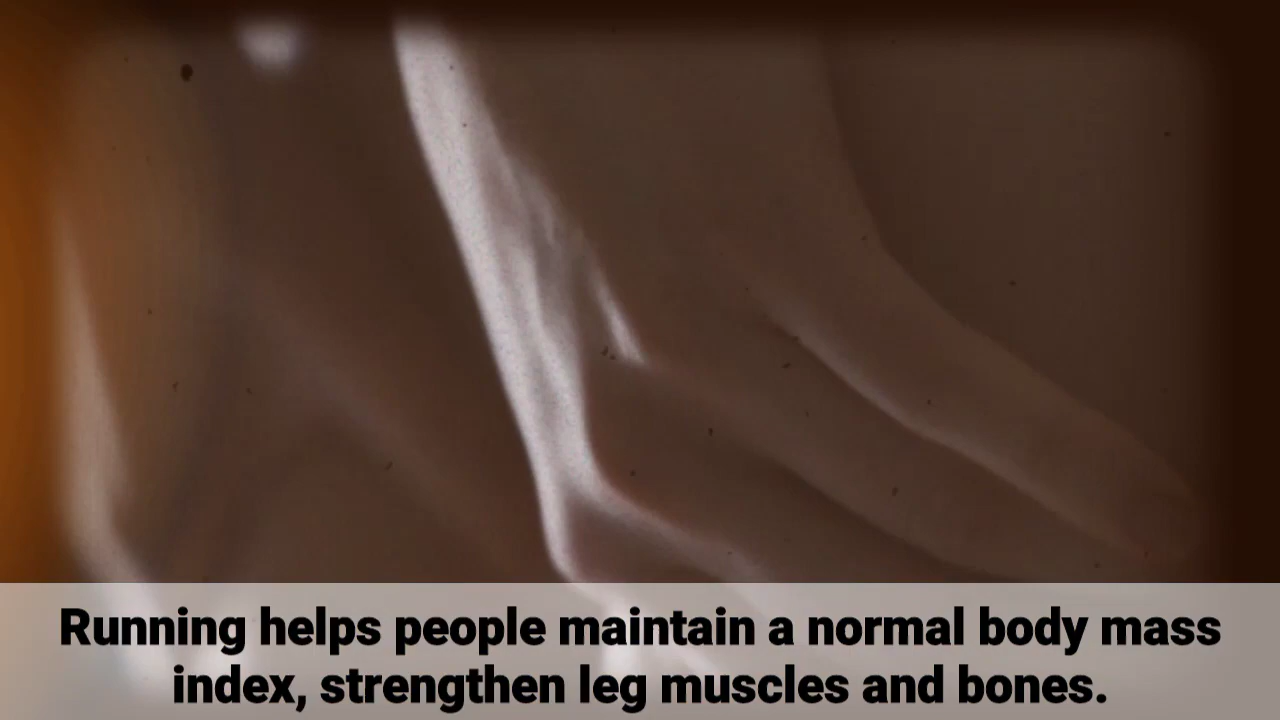 Running helps people maintain a normal body mass
index, strengthen leg muscles and bones.